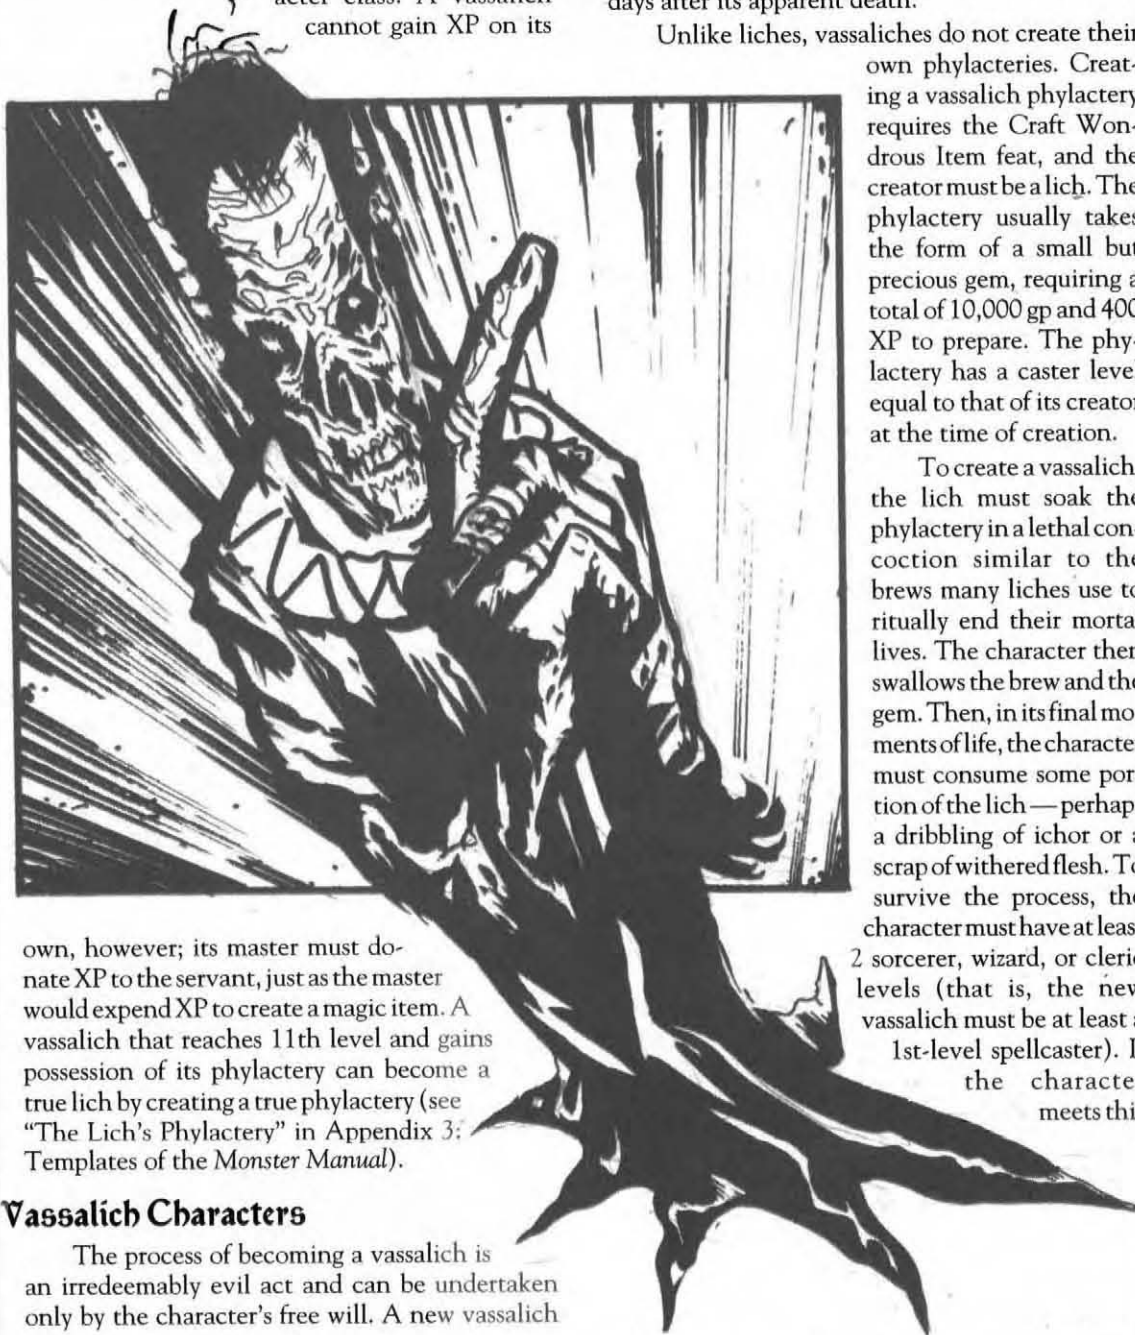 acter class. A vassalich
cannot gain XP on its
own, however; its master must do-
nate XP to the servant, just as the master
would expend XP to create a magic item. A
vassalich that reaches 11th level and gains
possession of its phylactery can become a
true lich by creating a true phylactery (see
"The Lich's Phylactery" in Appendix 3:
Templates of the Monster Manual).
Vassalich Characters
The process of becoming a vassalich is
an irredeemably evil act and can be undertaken
only by the character's free will. A new vassalich
days after its apparent death.
Unlike liches, vassaliches do not create their
own phylacteries. Creat-
ing a vassalich phylactery
requires the Craft Won-
drous Item feat, and the
creator must be a lich. The
phylactery usually takes
the form of a small but
precious gem, requiring a
total of 10,000 gp and 400
XP to prepare. The phy-
lactery has a caster level
equal to that of its creator
at the time of creation.
To create a vassalich,
the lich must soak the
phylactery in a lethal con-
coction similar to the
brews many liches use to
ritually end their mortal
lives. The character then
swallows the brew and the
gem. Then, in its final mo-
ments of life, the character
must consume some por-
tion of the lich — perhaps
a dribbling of ichor or a
scrap of withered flesh. To
survive the process, the
character must have at least
2 sorcerer, wizard, or cleric
levels (that is, the new
vassalich must be at least a
1st-level spellcaster). I
the character
meets this